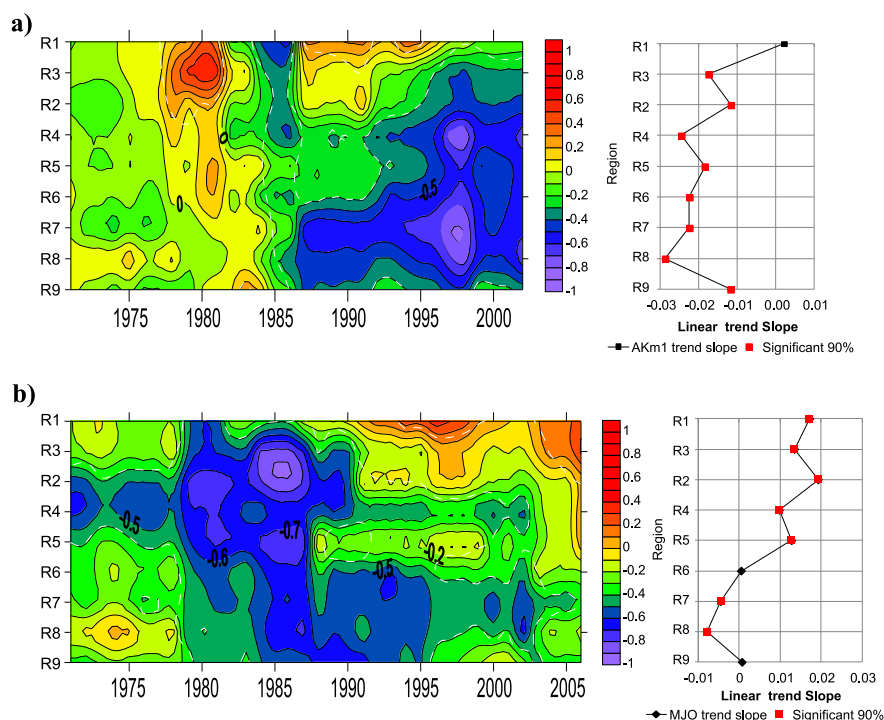 a)
R1
R3
R2
R4
R5
R6
R7
R8
R9
0
0
-0.5
1975
1980
1985
1990
1995
2000
1
0.8
0.6
0.4
0.2
0
-0.2
-0.4
-0.6
-0.8
-1
Region
R1
R3
R2
R4
R5
R6
R7
R8
R9
-0.03
-0.02
-0.01
0.00
0.01
Linear trend Slope
AKm1 trend slope
Significant 90%
b)
R1
R3
R2
R4
R5
R6
R7
R8
R9
-0.5
-0.6
-0.7
-0.2
-0.5
1975
1980
1985
1990
1995
2000
2005
1
0.8
0.6
0.4
0.2
0
-0.2
-0.4
-0.6
-0.8
-1
Region
R1
R3
R2
R4
R5
R6
R7
R8
R9
-0.01
0
0.01
0.02
0.03
Linear trend Slope
MJO trend slope
Significant 90%